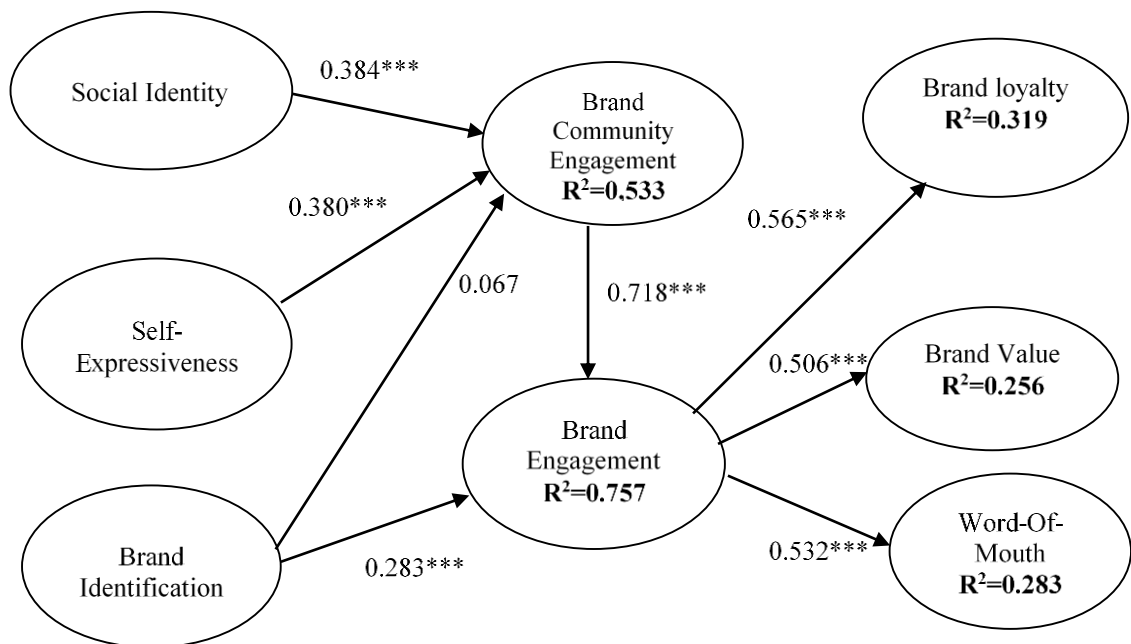 Social Identity
0.384***
Brand
Community
Engagement
R²=0,533
Brand loyalty
R²=0.319
0.380***
0.565***
Self-
Expressiveness
0.067
0.718***
Brand Value
R²=0.256
0.506***
Brand
Engagement
R²=0.757
Brand
Identification
0.283***
0.532***
Word-Of-
Mouth
R²=0.283